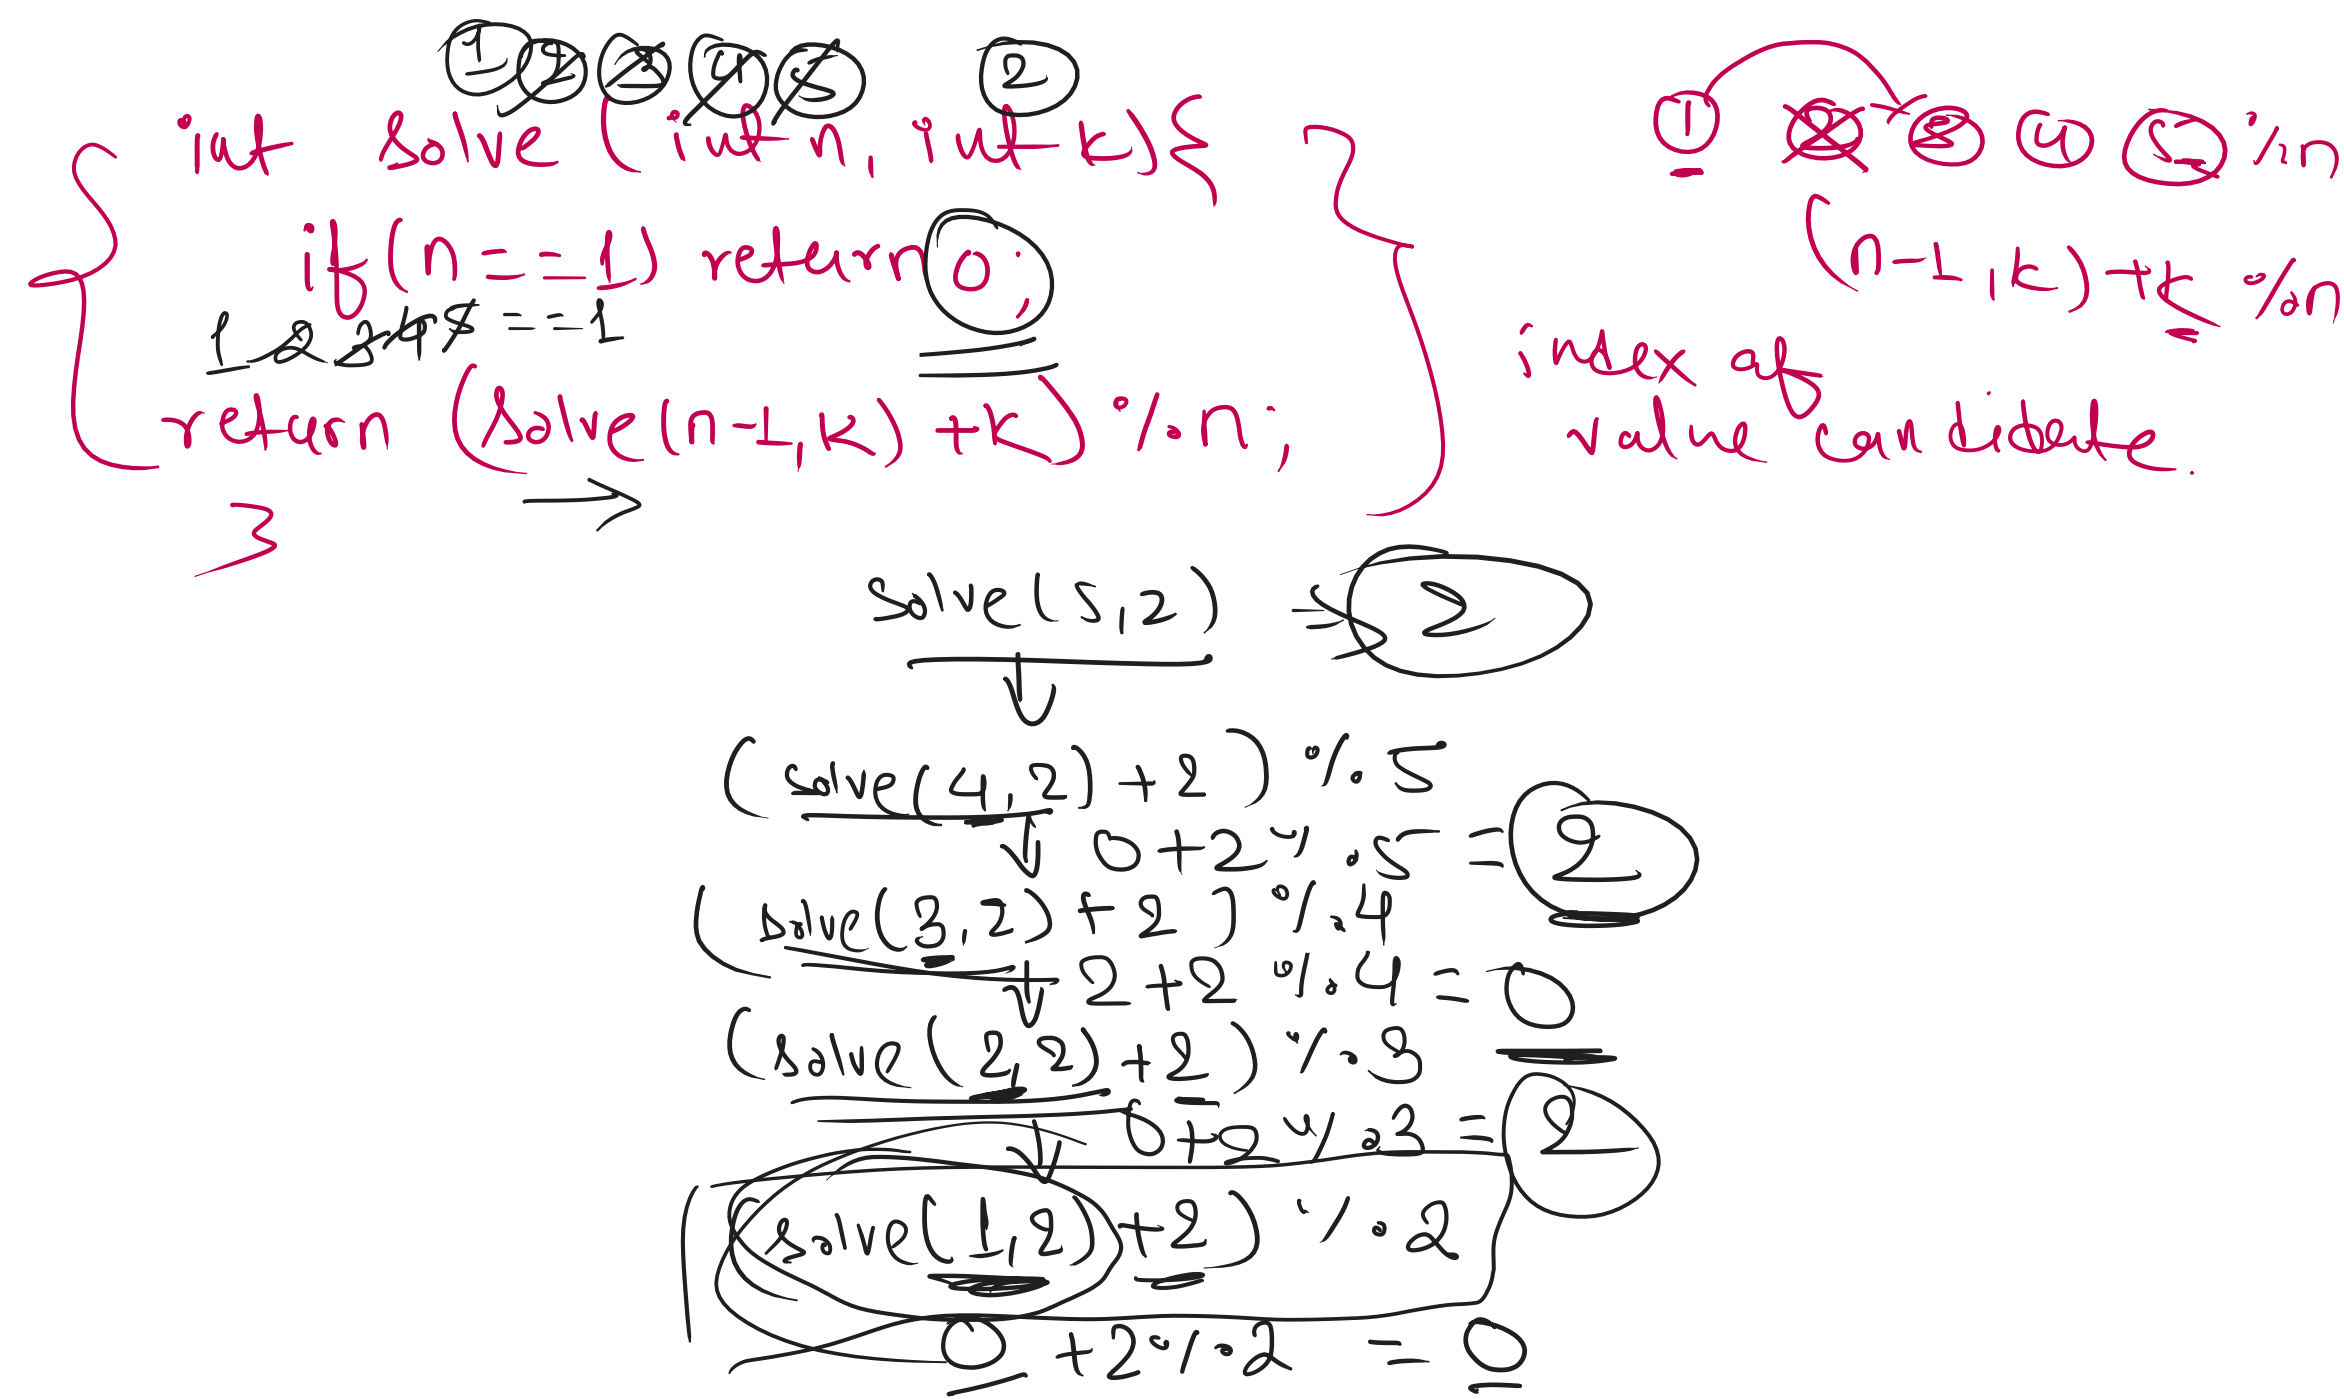 1 2 3 4 5 2
int solve (int n, int k) {
if (n == 1) return 0;
1 2 3 4 5 == 1
return (solve(n-1, k) + k) % n;
}
1 2 3 4 5 % n
(n-1, k) + k % n
index of
value candidate.
solve(5,2) => 2
(solve(4,2) + 2) % 5
0+2 % 5 = 2
(solve(3,2) + 2) % 4
2+2 % 4 = 0
(solve(2,2) + 2) % 3
0+2 % 3 = 2
(solve(1,2) + 2) % 2
0 + 2 % 2 = 0